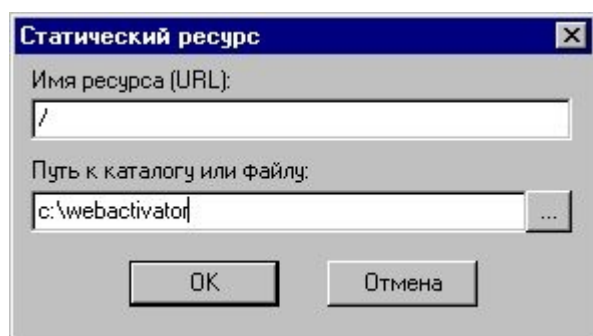 Статический ресурс
Имя ресурса (URL):
/
Путь к каталогу или файлу:
c:\webactivator
...
OK Отмена